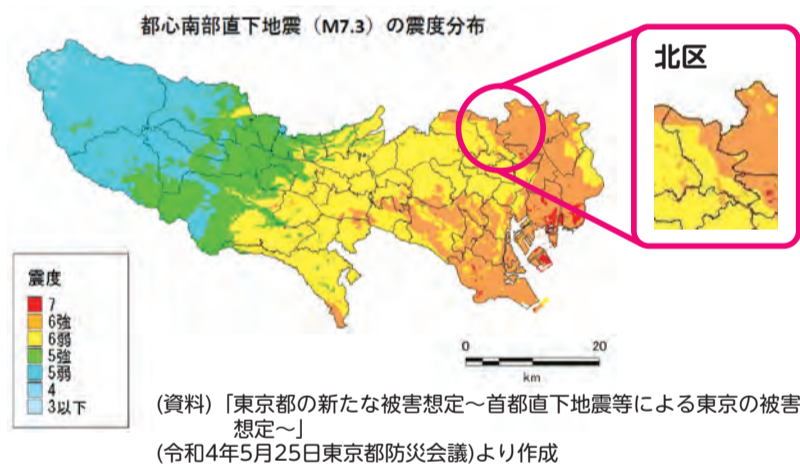 都心南部直下地震（M7.3）の震度分布
北区
震度
7
6強
6弱
5強
5弱
4
3以下
0 20
km
(資料)「東京都の新たな被害想定～首都直下地震等による東京の被害
想定～」
(令和4年5月25日東京都防災会議)より作成